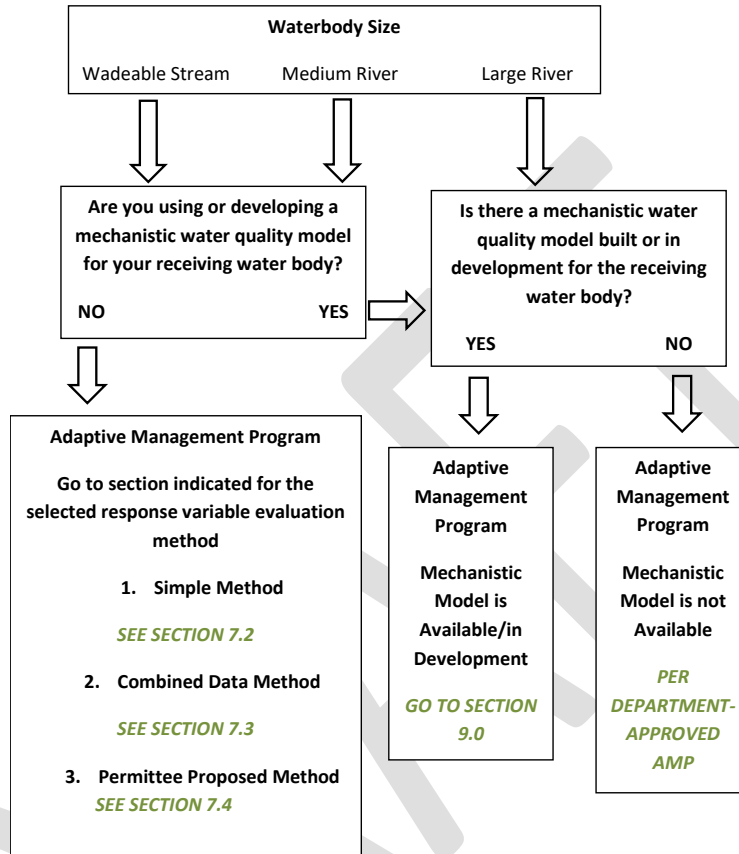 Waterbody Size
Wadeable Stream Medium River Large River
Are you using or developing a
mechanistic water quality model
for your receiving water body?
NO YES
Is there a mechanistic water
quality model built or in
development for the receiving
water body?
YES NO
Adaptive Management Program
Go to section indicated for the
selected response variable evaluation
method
1. Simple Method
SEE SECTION 7.2
2. Combined Data Method
SEE SECTION 7.3
3. Permittee Proposed Method
SEE SECTION 7.4
Adaptive
Management
Program
Mechanistic
Model is
Available/in
Development
GO TO SECTION
9.0
Adaptive
Management
Program
Mechanistic
Model is not
Available
PER
DEPARTMENT-
APPROVED
AMP